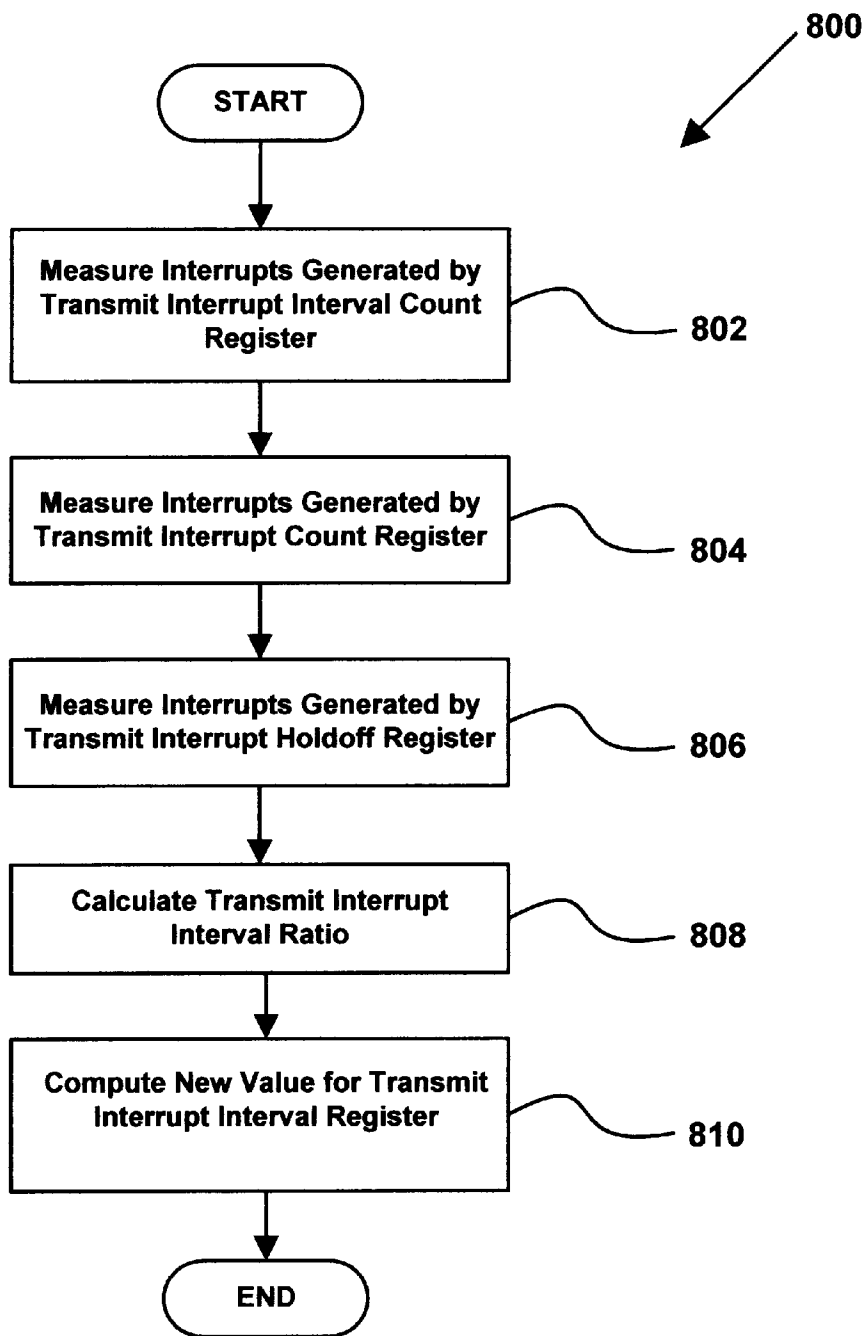 800
START
Measure Interrupts Generated by
Transmit Interrupt Interval Count
Register
802
Measure Interrupts Generated by
Transmit Interrupt Count Register
804
Measure Interrupts Generated by
Transmit Interrupt Holdoff Register
806
Calculate Transmit Interrupt
Interval Ratio
808
Compute New Value for Transmit
Interrupt Interval Register
810
END